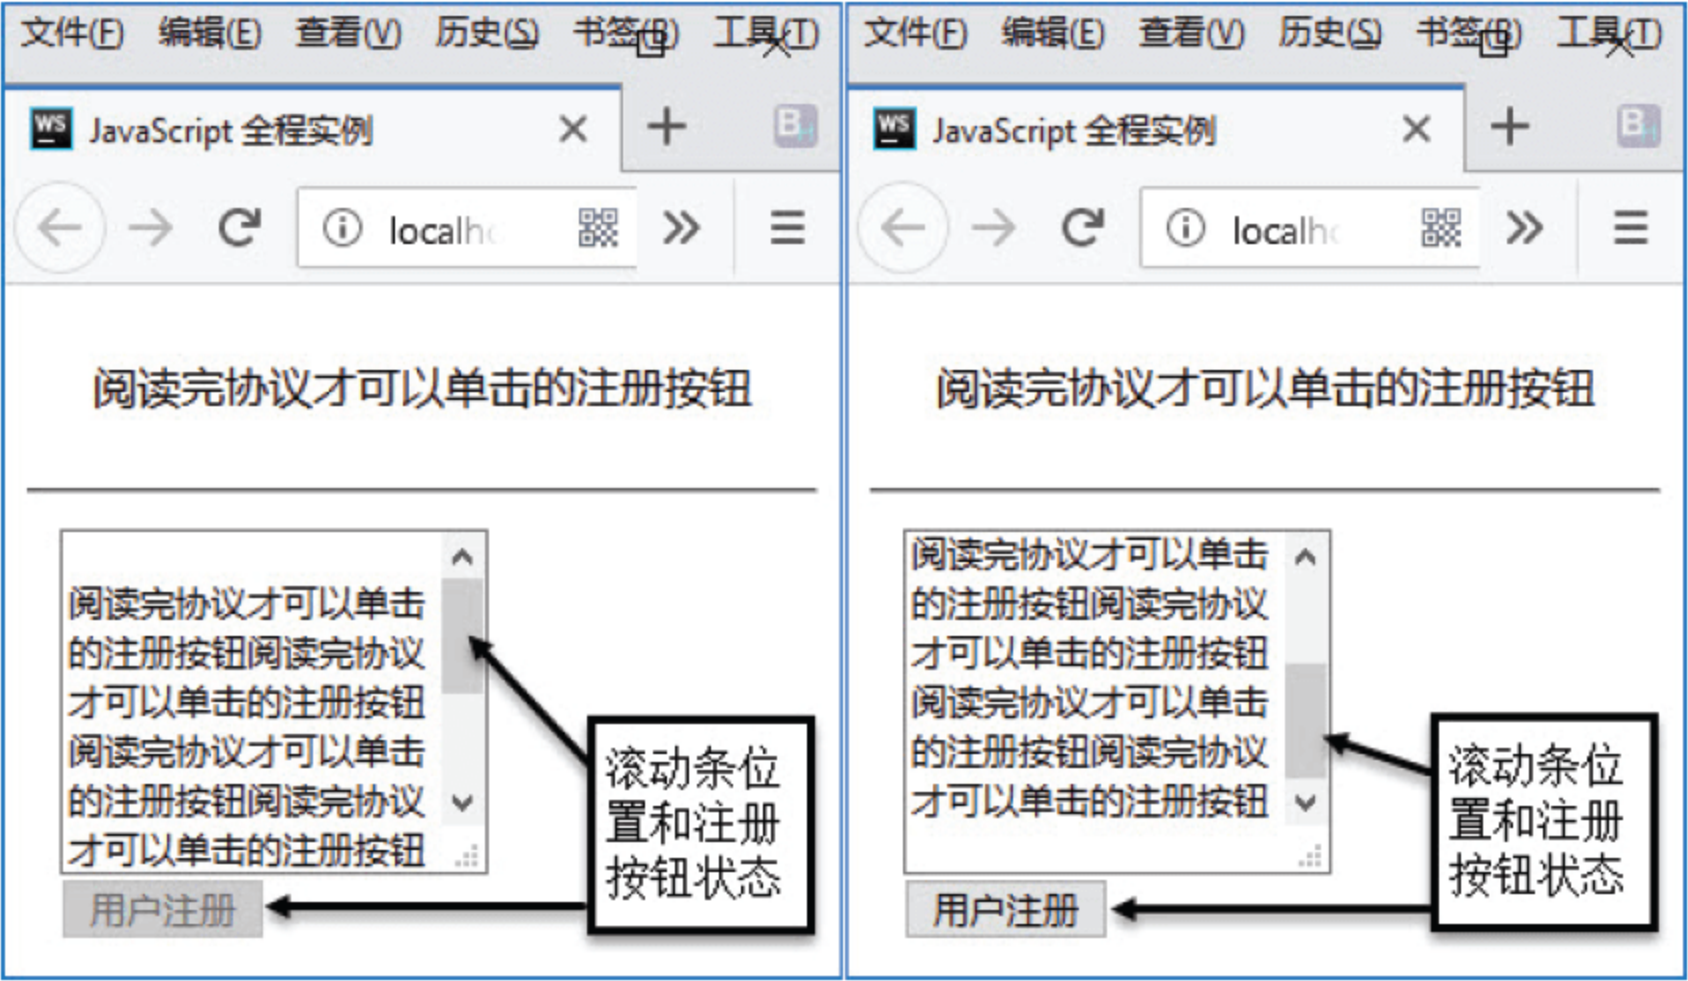 文件(F) 编辑(E) 查看(V) 历史(S) 书签(B) 工具(T)
WS JavaScript 全程实例
localho
阅读完协议才可以单击的注册按钮
阅读完协议才可以单击
的注册按钮阅读完协议
才可以单击的注册按钮
阅读完协议才可以单击
的注册按钮阅读完协议
才可以单击的注册按钮
用户注册
滚动条位
置和注册
按钮状态
文件(F) 编辑(E) 查看(V) 历史(S) 书签(B) 工具(T)
WS JavaScript 全程实例
localho
阅读完协议才可以单击的注册按钮
阅读完协议才可以单击
的注册按钮阅读完协议
才可以单击的注册按钮
阅读完协议才可以单击
的注册按钮阅读完协议
才可以单击的注册按钮
用户注册
滚动条位
置和注册
按钮状态